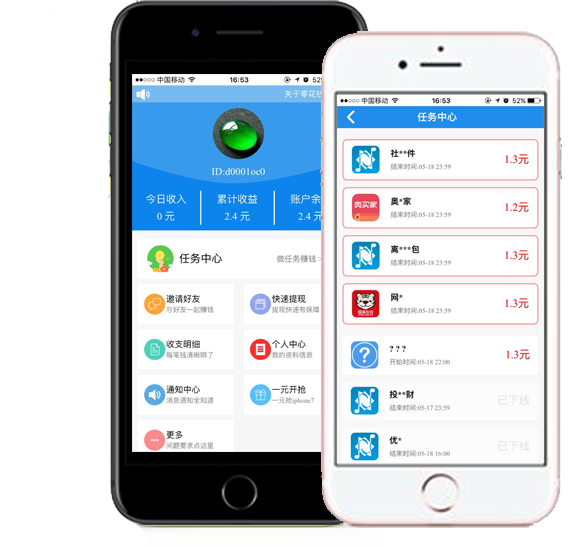 中国移动
16:53
52%
关于零花钱
ID:d0001oc0
今日收入
累计收益
账户余
0 元
2.4 元
2.4 元
任务中心
做任务赚钱 >
邀请好友
与好友一起赚钱
快速提现
提现快速有保障
收支明细
每笔钱清晰明了
个人中心
我的资料信息
通知中心
消息通知全知道
一元开抢
一元抢iphone7
更多
问题要求点这里
中国移动
16:53
52%
任务中心
社**件
结束时间:05-18 23:59
1.3元
奥买家
奥*家
结束时间:05-18 23:59
1.2元
离***包
结束时间:05-18 23:59
1.3元
网*
结束时间:05-18 23:59
1.3元
? ? ?
开始时间:05-18 22:00
1.3元
投**财
结束时间:05-17 23:59
已下线
优*
结束时间:05-18 16:00
已下线